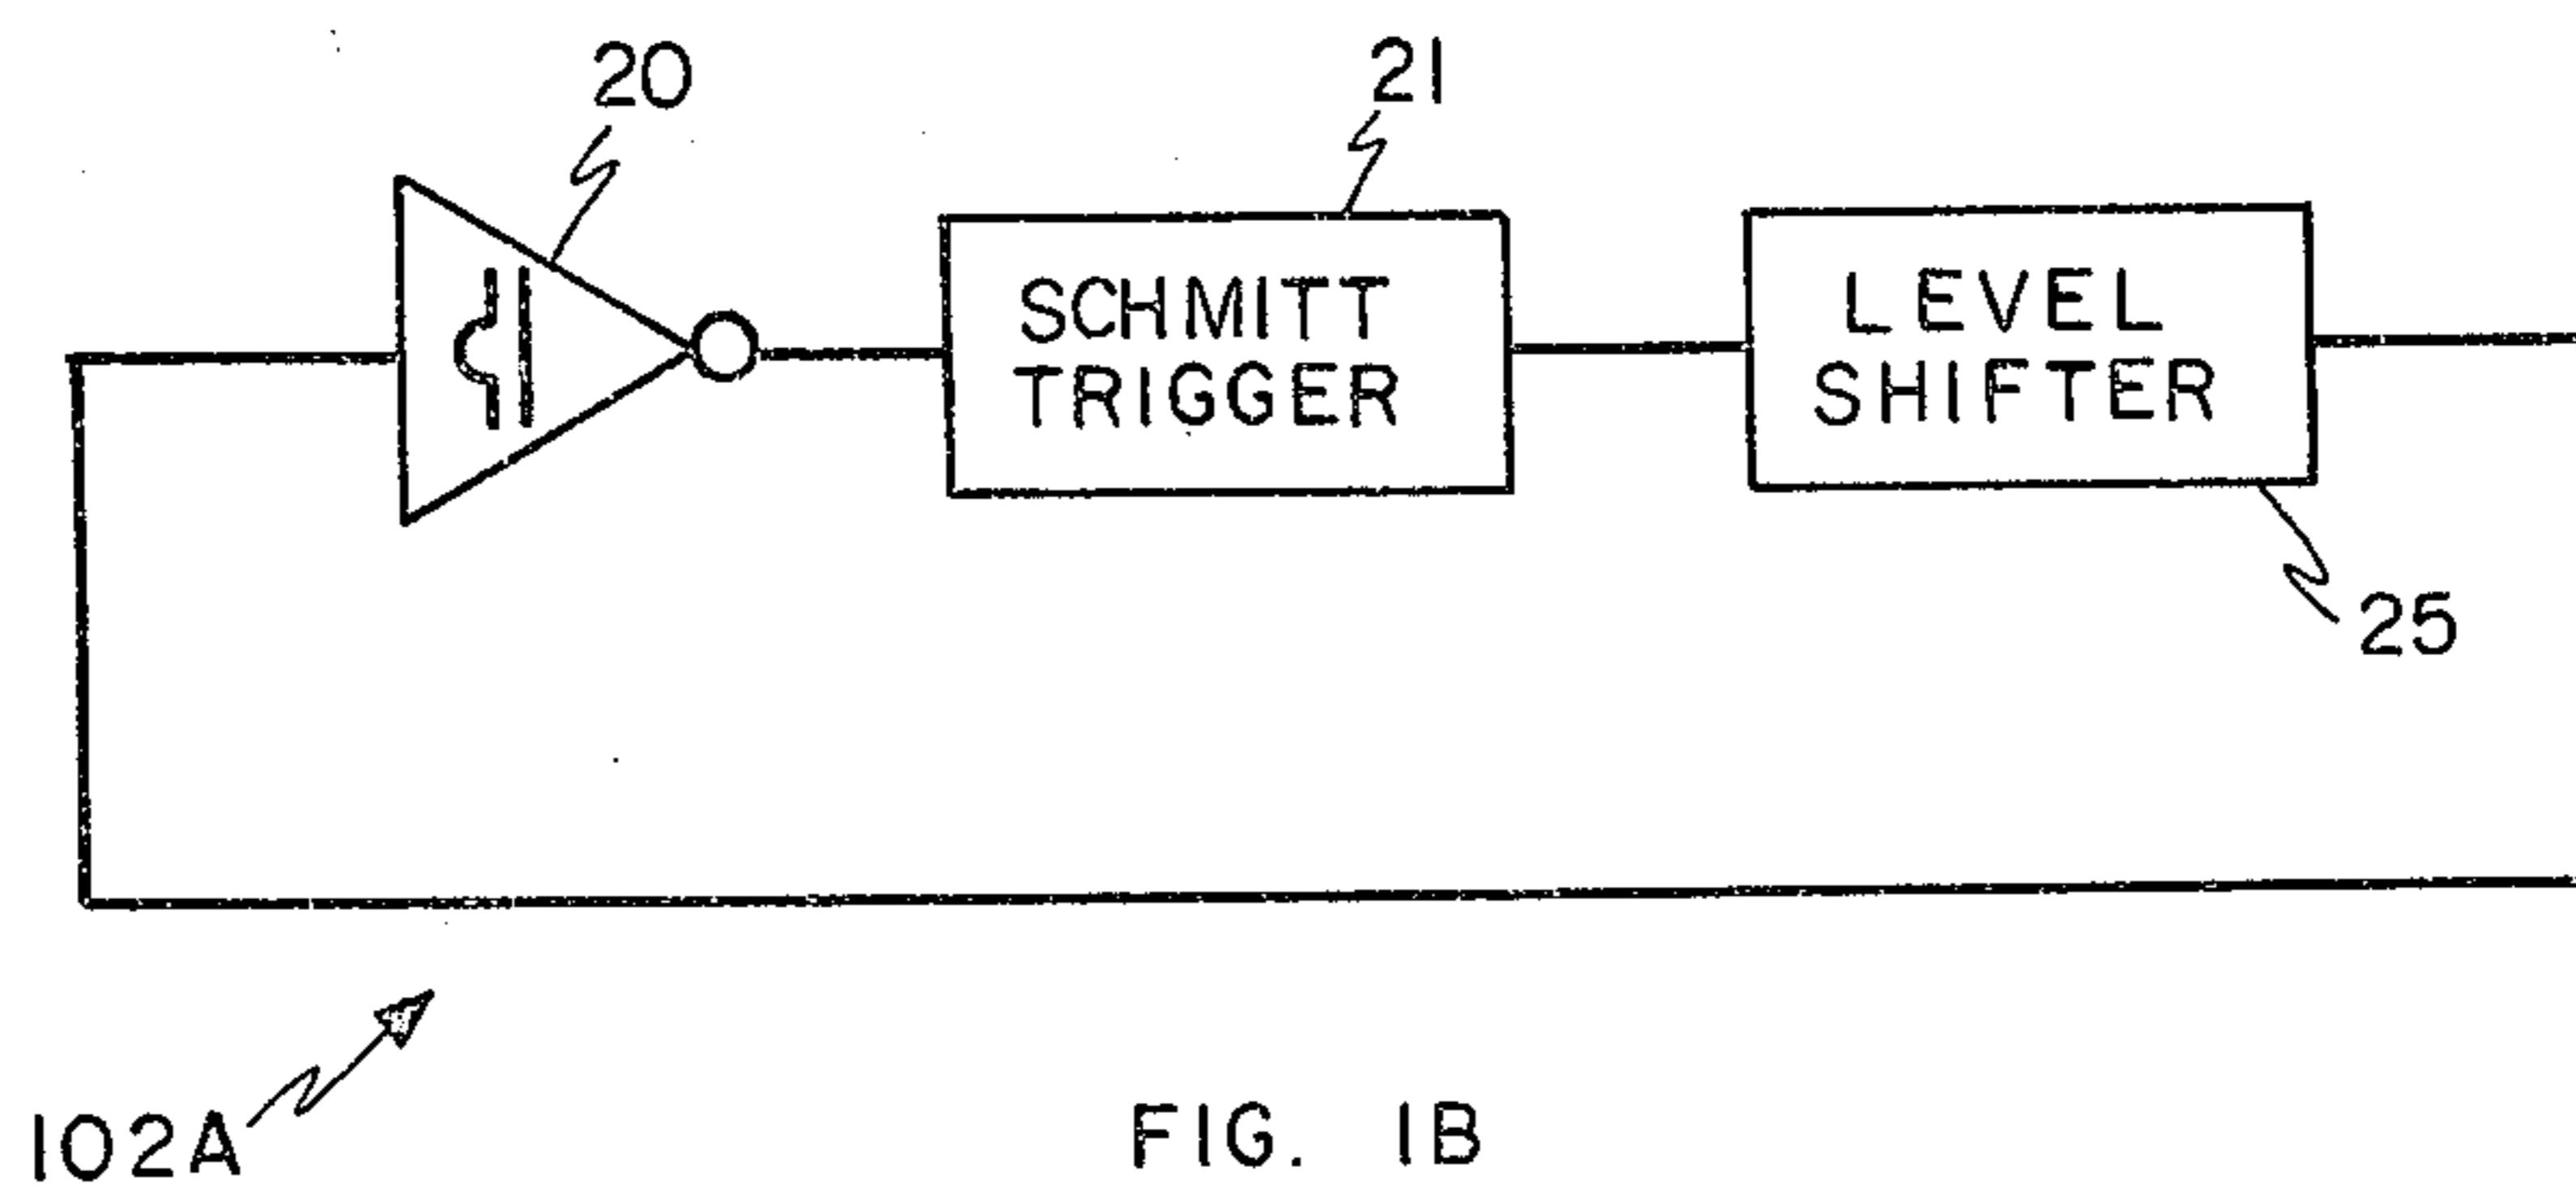 20
21
SCHMITT
TRIGGER
LEVEL
SHIFTER
25
102A
FIG. 1B